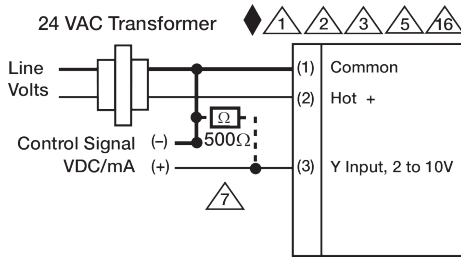 24 VAC Transformer
1 2 3 5 16
Line
Volts
(1) Common
(2) Hot +
Ω
500Ω
Control Signal (–)
VDC/mA (+)
(3) Y Input, 2 to 10V
7